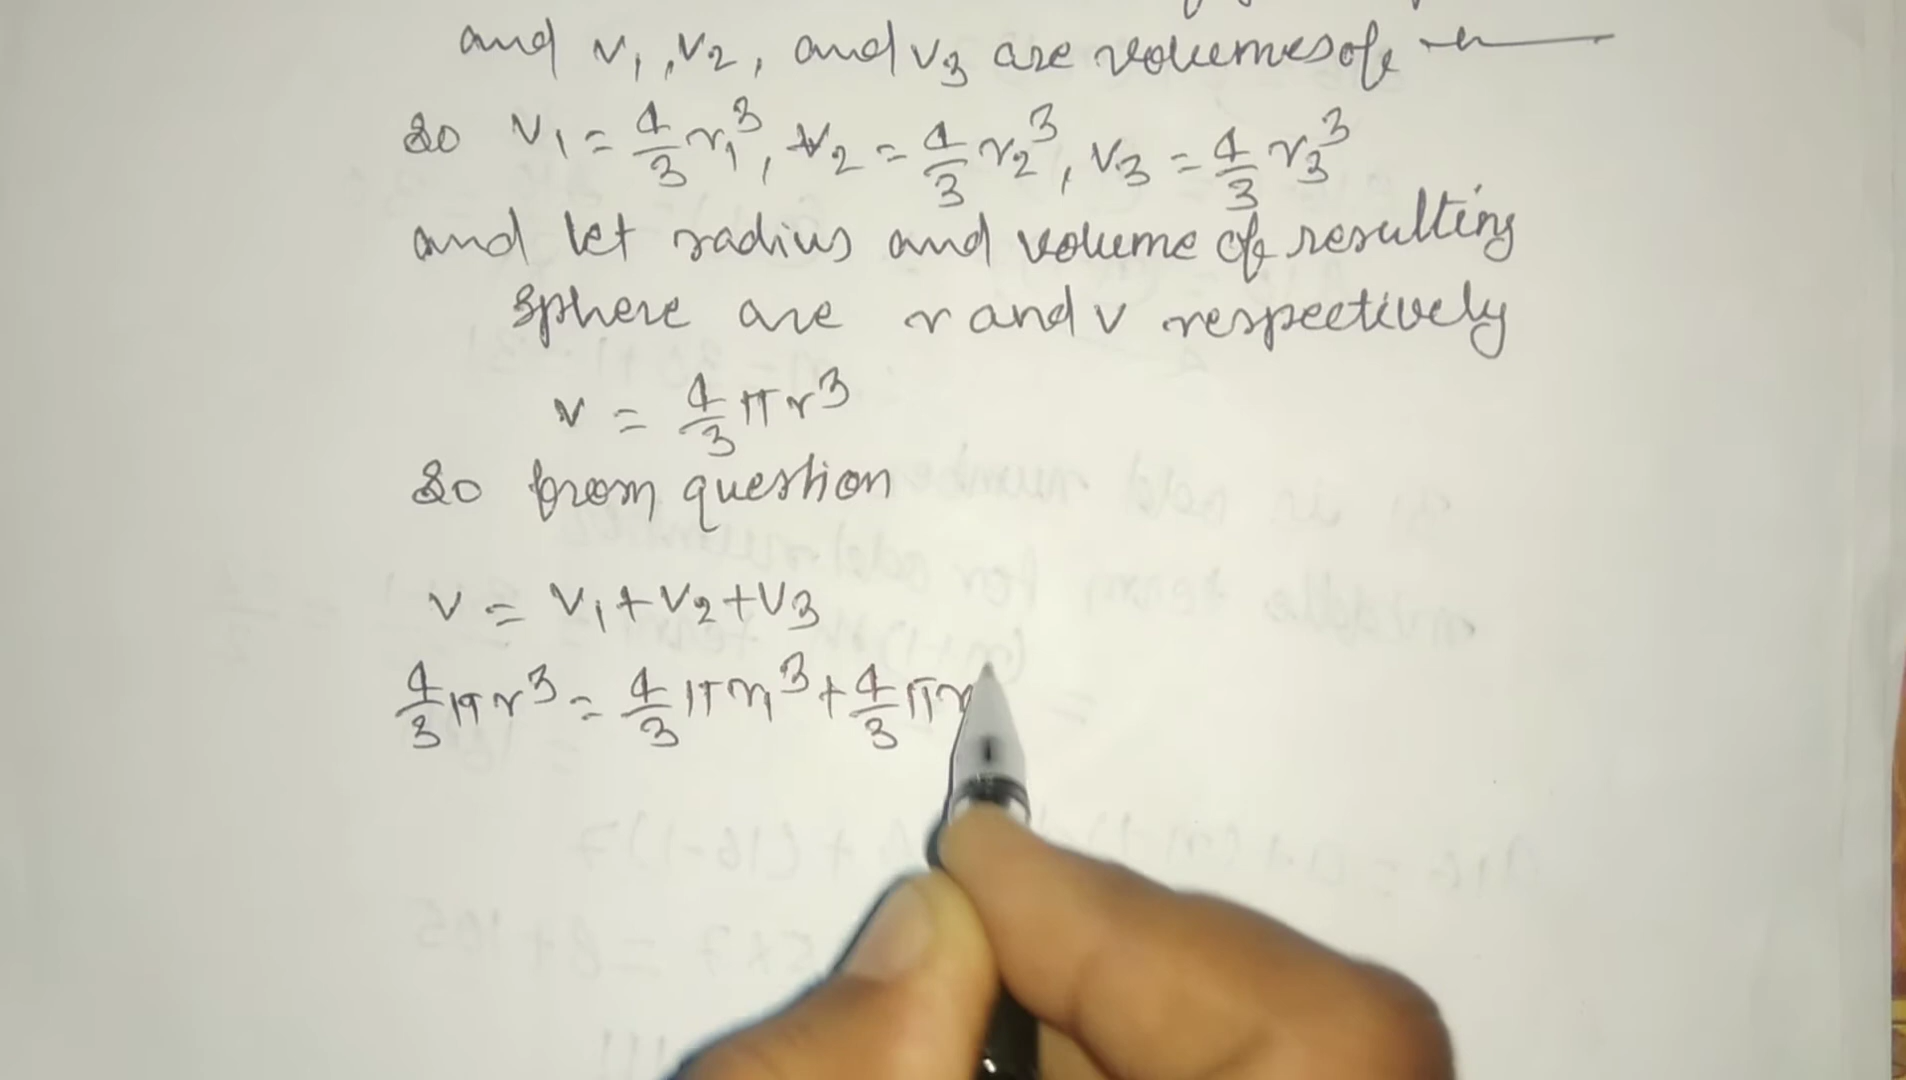 and v₁, v₂, and v₃ are volumes of —"—
So v₁ = 4/3 r₁³, v₂ = 4/3 r₂³, v₃ = 4/3 r₃³
and let radius and volume of resulting
sphere are r and v respectively
v = 4/3 πr³
So from question
v = v₁+v₂+v₃
4/3 πr³ = 4/3 πr₁³ + 4/3 πr